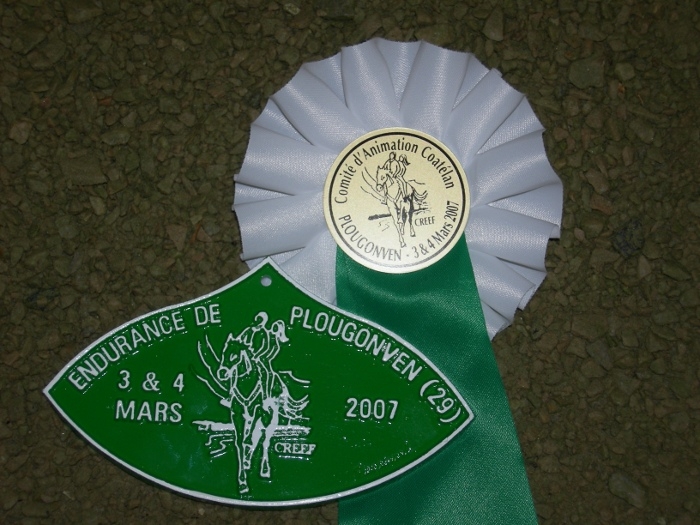 Comité d'Animation Coatélan
CREEF
PLOUGONVEN - 3 & 4 Mars 2007
ENDURANCE DE PLOUGONVEN (29)
3 & 4
MARS
2007
CREEF